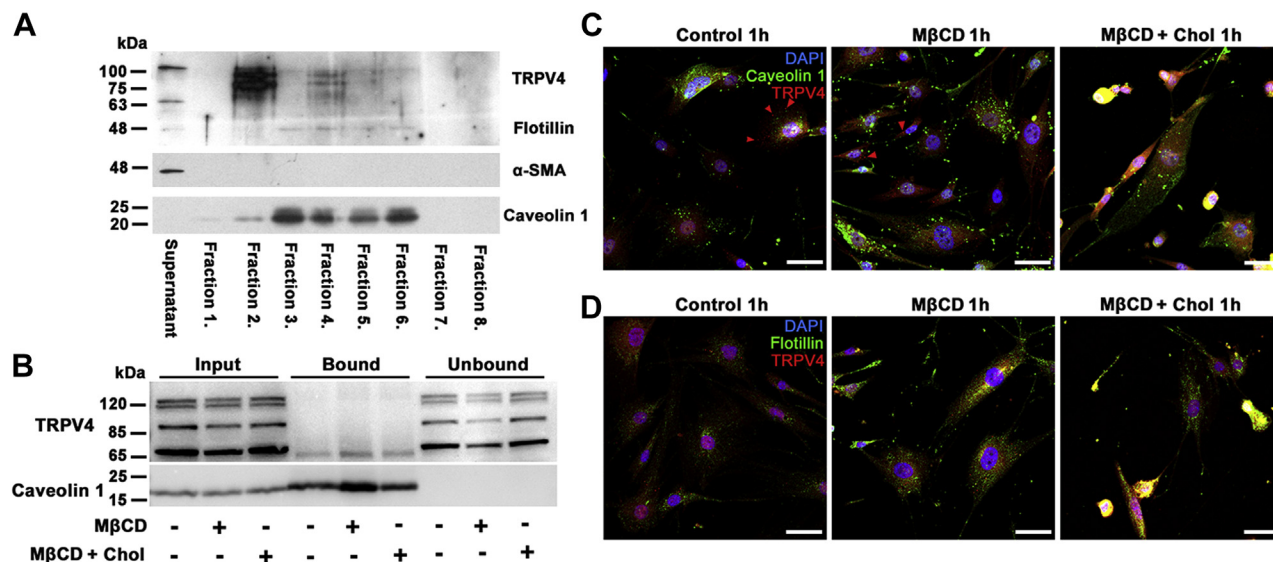 A
kDa
100
75
63
48
TRPV4
Flotillin
48
α-SMA
25
20
Caveolin 1
Supernatant
Fraction 1.
Fraction 2.
Fraction 3.
Fraction 4.
Fraction 5.
Fraction 6.
Fraction 7.
Fraction 8.
B
Input Bound Unbound
kDa
TRPV4
120
85
65
Caveolin 1
25
15
MβCD - + - - + - - + -
MβCD + Chol - - + - - + - - +
C
Control 1h MβCD 1h MβCD + Chol 1h
DAPI
Caveolin 1
TRPV4
D
Control 1h MβCD 1h MβCD + Chol 1h
DAPI
Flotillin
TRPV4